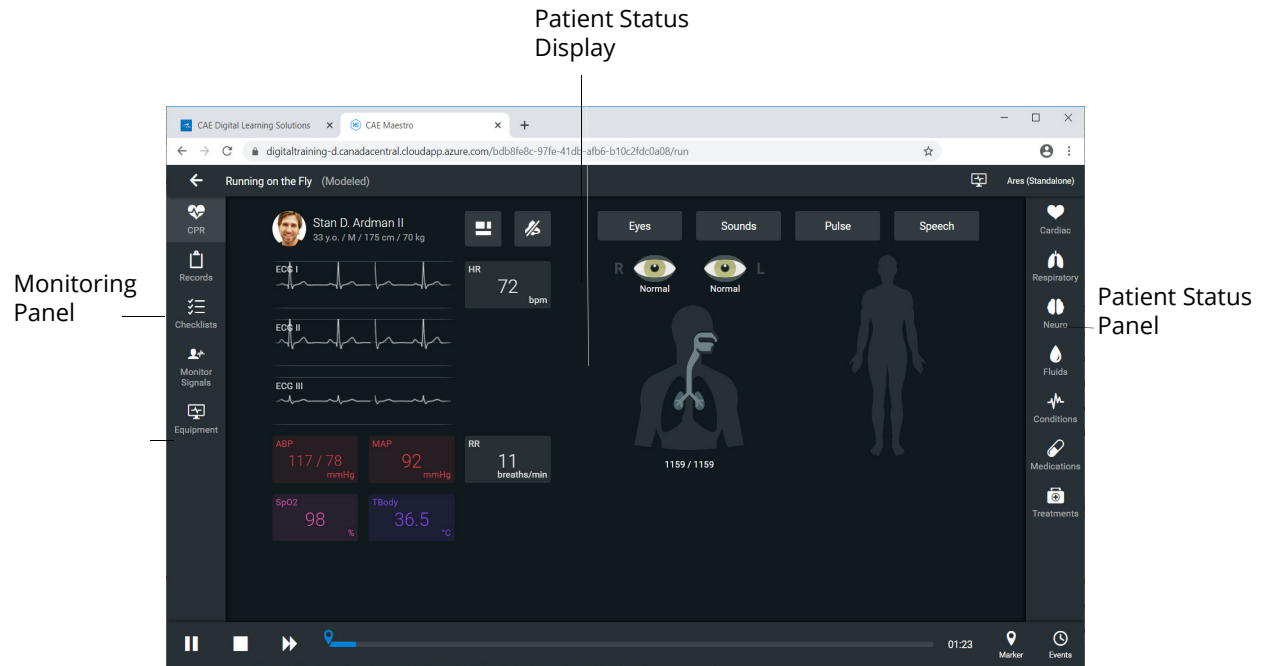 Patient Status
Display
CAE Digital Learning Solutions
CAE Maestro
digitaltraining-d.canadacentral.cloudapp.azure.com/bdb8fe8c-97fe-41db-afb6-b10c2fdc0a08/run
Running on the Fly (Modeled)
Ares (Standalone)
CPR
Records
Checklists
Monitor
Signals
Equipment
Monitoring
Panel
Stan D. Ardman II
33 y.o. / M / 175 cm / 70 kg
ECG I
HR
72
bpm
ECG II
ECG III
ABP
117 / 78
mmHg
MAP
92
mmHg
RR
11
breaths/min
SpO2
98
%
TBody
36.5
°C
Eyes
Sounds
Pulse
Speech
R
L
Normal
Normal
1159 / 1159
Cardiac
Respiratory
Neuro
Fluids
Conditions
Medications
Treatments
Patient Status
Panel
01:23
Marker
Events